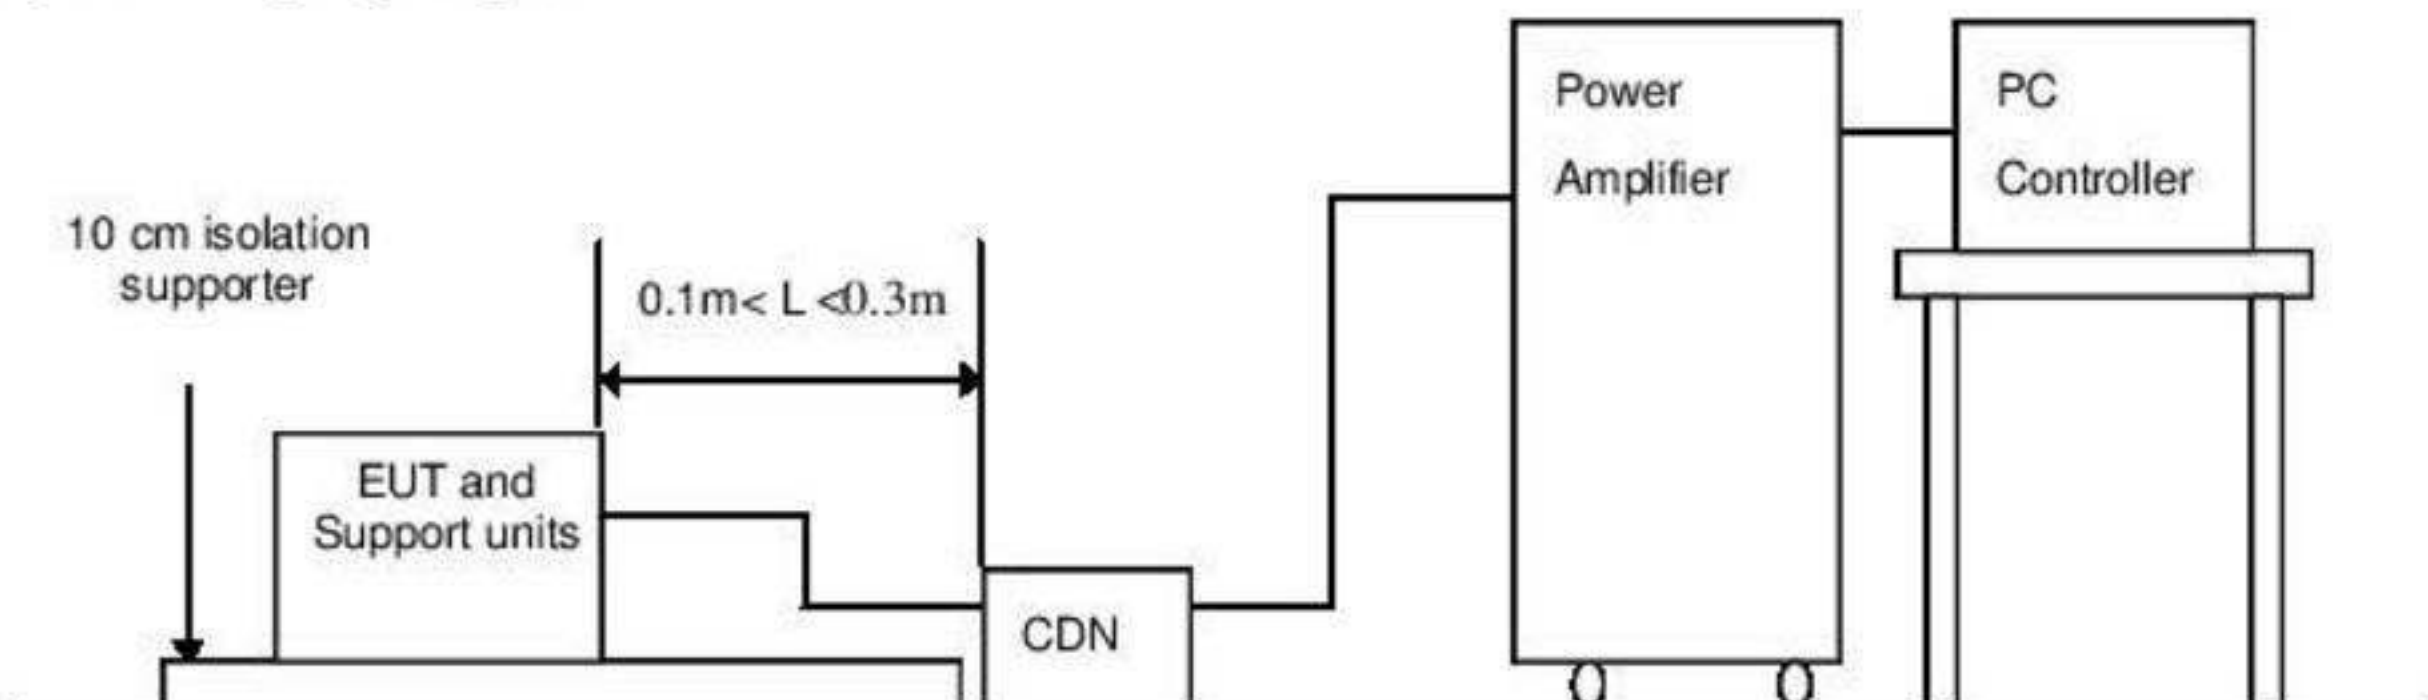 10 cm isolation
supporter
0.1m< L <0.3m
EUT and
Support units
CDN
Power
Amplifier
PC
Controller